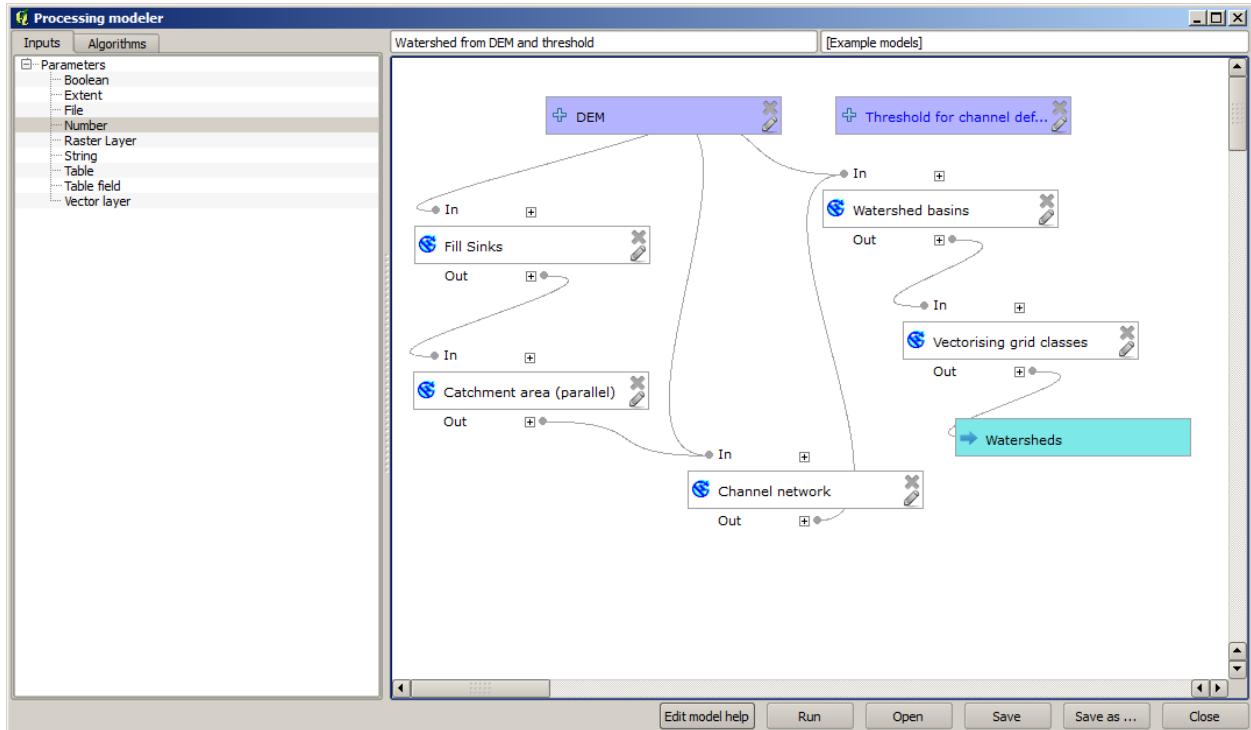 Processing modeler
Inputs
Algorithms
Watershed from DEM and threshold
[Example models]
Parameters
Boolean
Extent
File
Number
Raster Layer
String
Table
Table field
Vector layer
DEM
Threshold for channel def...
In
Watershed basins
Out
In
Fill Sinks
Out
In
Vectorising grid classes
Out
In
Catchment area (parallel)
Out
Watersheds
In
Channel network
Out
Edit model help
Run
Open
Save
Save as ...
Close